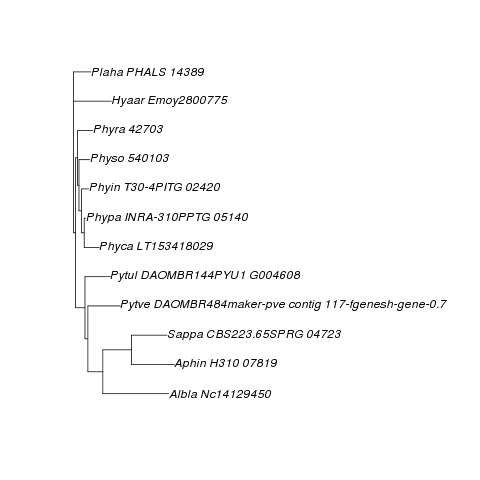 Plaha PHALS 14389
Hyaar Emoy2800775
Phyra 42703
Physo 540103
Phyin T30-4PITG 02420
Phypa INRA-310PPTG 05140
Phyca LT153418029
Pytul DAOMBR144PYU1 G004608
Pytve DAOMBR484maker-pve contig 117-fgenesh-gene-0.7
Sappa CBS223.65SPRG 04723
Aphin H310 07819
Albla Nc14129450